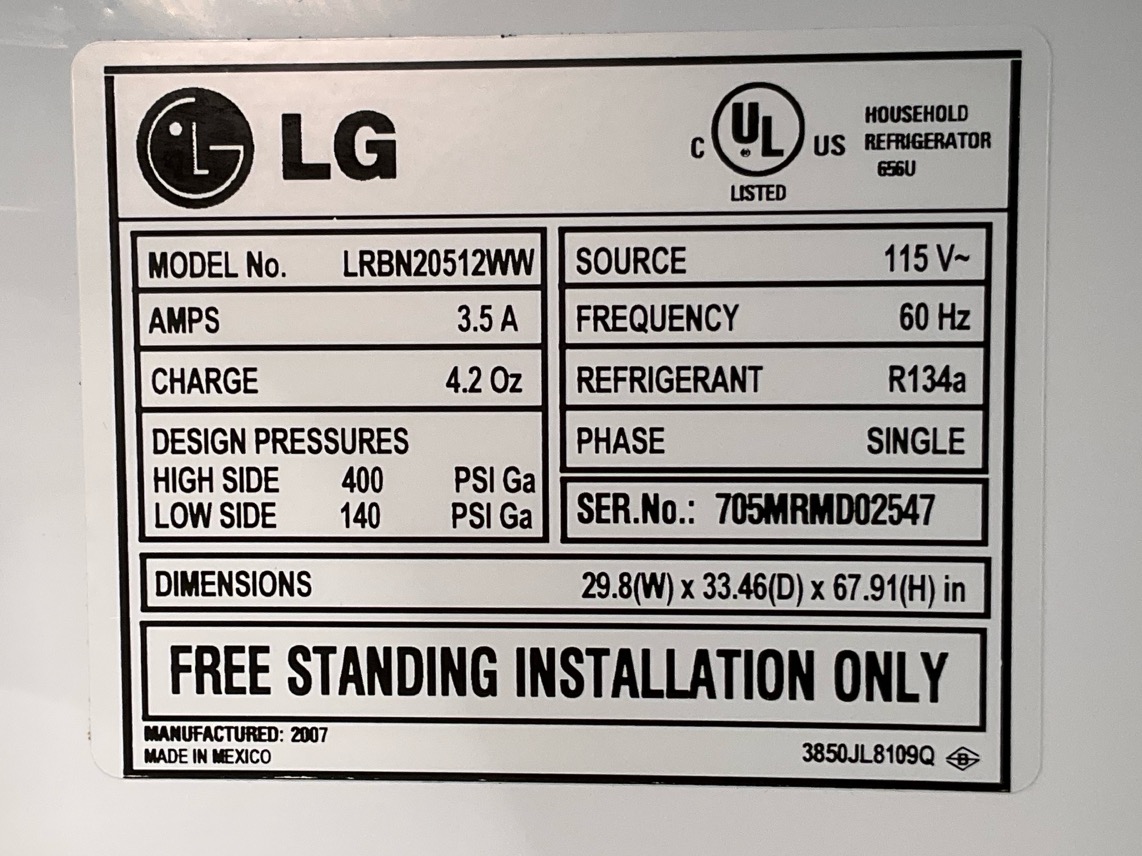 LG
C UL US
LISTED
HOUSEHOLD
REFRIGERATOR
656U
MODEL No. LRBN20512WW
AMPS 3.5 A
CHARGE 4.2 Oz
DESIGN PRESSURES
HIGH SIDE 400 PSI Ga
LOW SIDE 140 PSI Ga
SOURCE 115 V~
FREQUENCY 60 Hz
REFRIGERANT R134a
PHASE SINGLE
SER.No.: 705MRMD02547
DIMENSIONS 29.8(W) x 33.46(D) x 67.91(H) in
FREE STANDING INSTALLATION ONLY
MANUFACTURED: 2007
MADE IN MEXICO
3850JL8109Q B